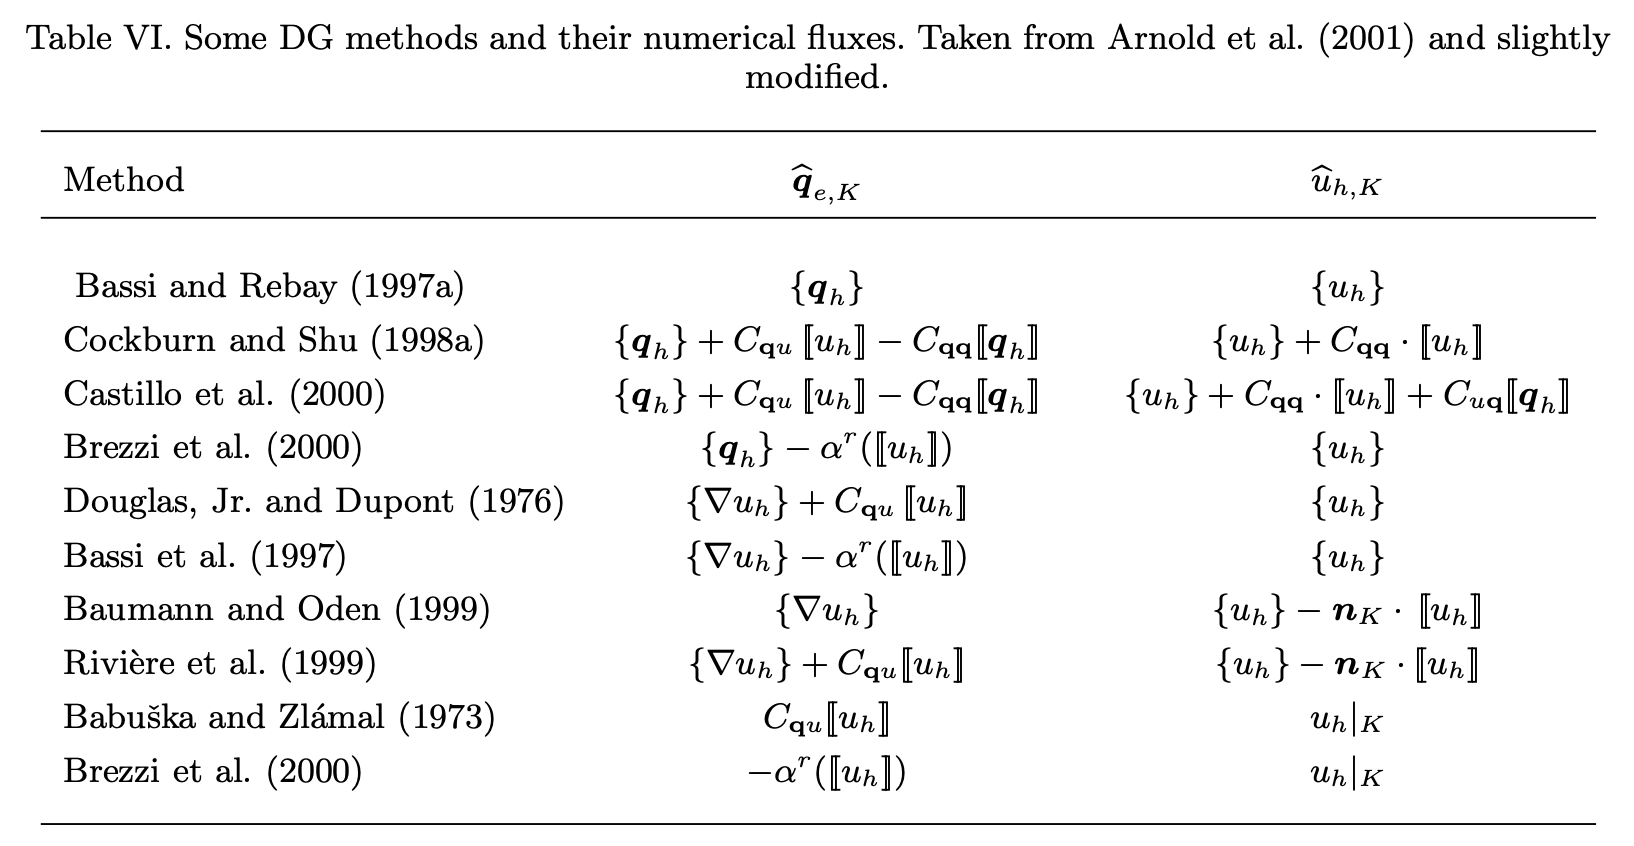 Table VI. Some DG methods and their numerical fluxes. Taken from Arnold et al. (2001) and slightly
modified.
Method $\widehat{\boldsymbol{q}}_{e,K}$ $\widehat{u}_{h,K}$
Bassi and Rebay (1997a) $\{\boldsymbol{q}_h\}$ $\{u_h\}$
Cockburn and Shu (1998a) $\{\boldsymbol{q}_h\} + C_{\mathbf{q}u} [\![u_h]\!] - C_{\mathbf{qq}} [\![\boldsymbol{q}_h]\!]$ $\{u_h\} + C_{\mathbf{qq}} \cdot [\![u_h]\!]$
Castillo et al. (2000) $\{\boldsymbol{q}_h\} + C_{\mathbf{q}u} [\![u_h]\!] - C_{\mathbf{qq}} [\![\boldsymbol{q}_h]\!]$ $\{u_h\} + C_{\mathbf{qq}} \cdot [\![u_h]\!] + C_{u\mathbf{q}} [\![\boldsymbol{q}_h]\!]$
Brezzi et al. (2000) $\{\boldsymbol{q}_h\} - \alpha^r([\![u_h]\!])$ $\{u_h\}$
Douglas, Jr. and Dupont (1976) $\{\nabla u_h\} + C_{\mathbf{q}u} [\![u_h]\!]$ $\{u_h\}$
Bassi et al. (1997) $\{\nabla u_h\} - \alpha^r([\![u_h]\!])$ $\{u_h\}$
Baumann and Oden (1999) $\{\nabla u_h\}$ $\{u_h\} - \boldsymbol{n}_K \cdot [\![u_h]\!]$
Rivière et al. (1999) $\{\nabla u_h\} + C_{\mathbf{q}u} [\![u_h]\!]$ $\{u_h\} - \boldsymbol{n}_K \cdot [\![u_h]\!]$
Babuška and Zlámal (1973) $C_{\mathbf{q}u} [\![u_h]\!]$ $u_h|_K$
Brezzi et al. (2000) $-\alpha^r([\![u_h]\!])$ $u_h|_K$